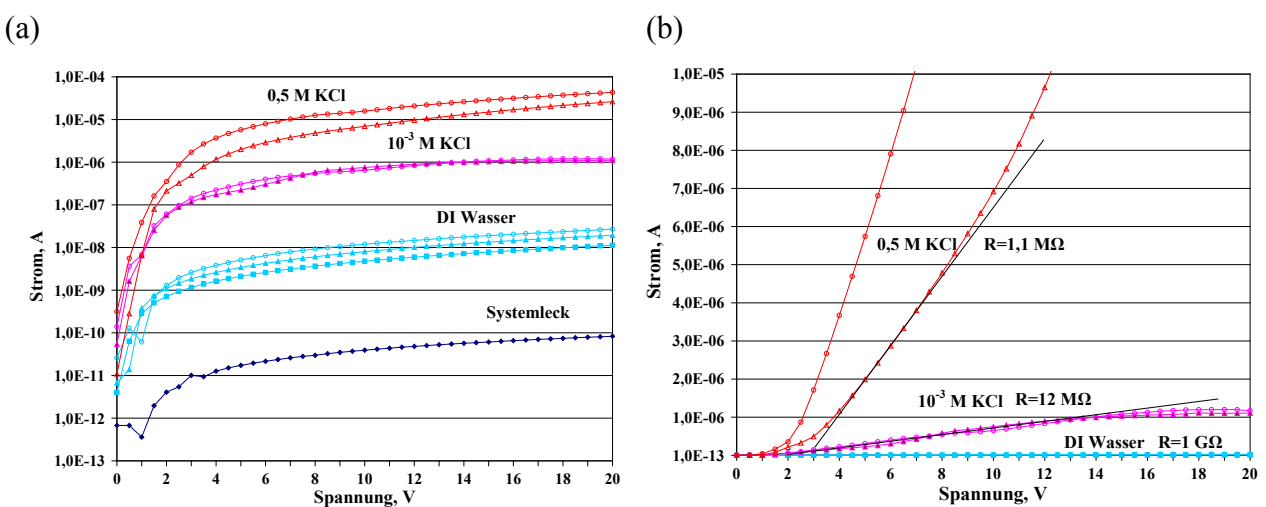 (a)
1,0E-04
1,0E-05
1,0E-06
1,0E-07
1,0E-08
1,0E-09
1,0E-10
1,0E-11
1,0E-12
1,0E-13
Strom, A
0,5 M KCl
10⁻³ M KCl
DI Wasser
Systemleck
0 2 4 6 8 10 12 14 16 18 20
Spannung, V
(b)
1,0E-05
9,0E-06
8,0E-06
7,0E-06
6,0E-06
5,0E-06
4,0E-06
3,0E-06
2,0E-06
1,0E-06
1,0E-13
Strom, A
0,5 M KCl R=1,1 MΩ
10⁻³ M KCl R=12 MΩ
DI Wasser R=1 GΩ
0 2 4 6 8 10 12 14 16 18 20
Spannung, V